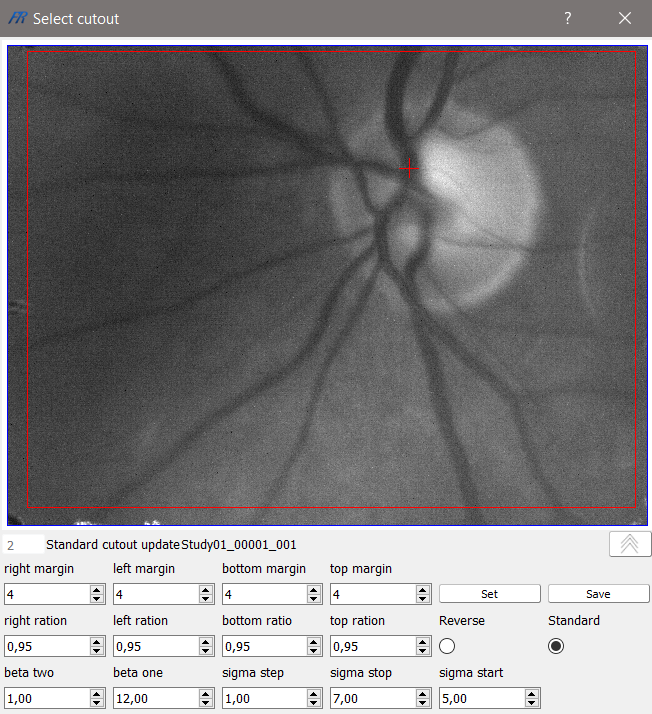 FR Select cutout ?
2 Standard cutout updateStudy01_00001_001
right margin left margin bottom margin top margin
4 4 4 4 Set Save
right ration left ration bottom ratio top ration Reverse Standard
0,95 0,95 0,95 0,95
beta two beta one sigma step sigma stop sigma start
1,00 12,00 1,00 7,00 5,00